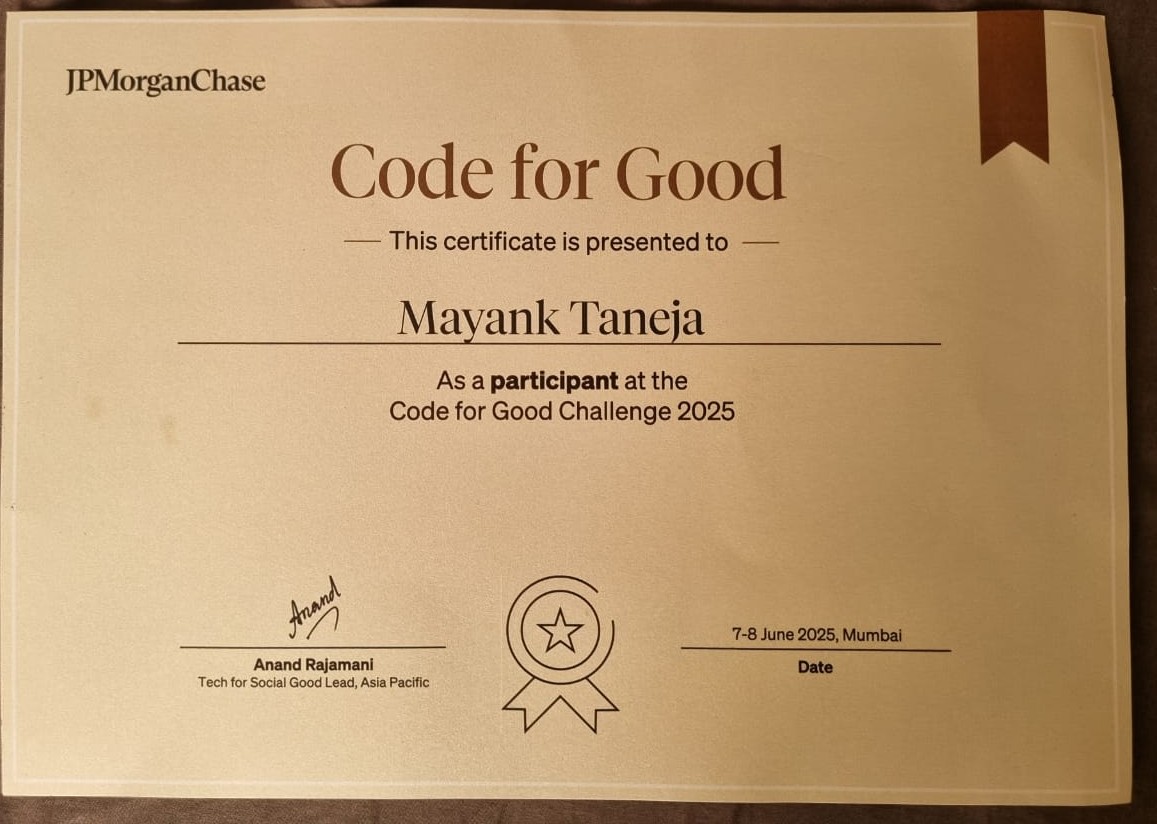 JPMorganChase
Code for Good
This certificate is presented to
Mayank Taneja
As a participant at the
Code for Good Challenge 2025
Anand
Anand Rajamani
Tech for Social Good Lead, Asia Pacific
7-8 June 2025, Mumbai
Date